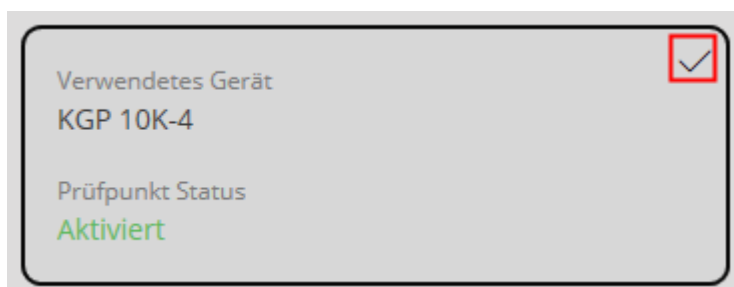 Verwendetes Gerät
KGP 10K-4
Prüfpunkt Status
Aktiviert